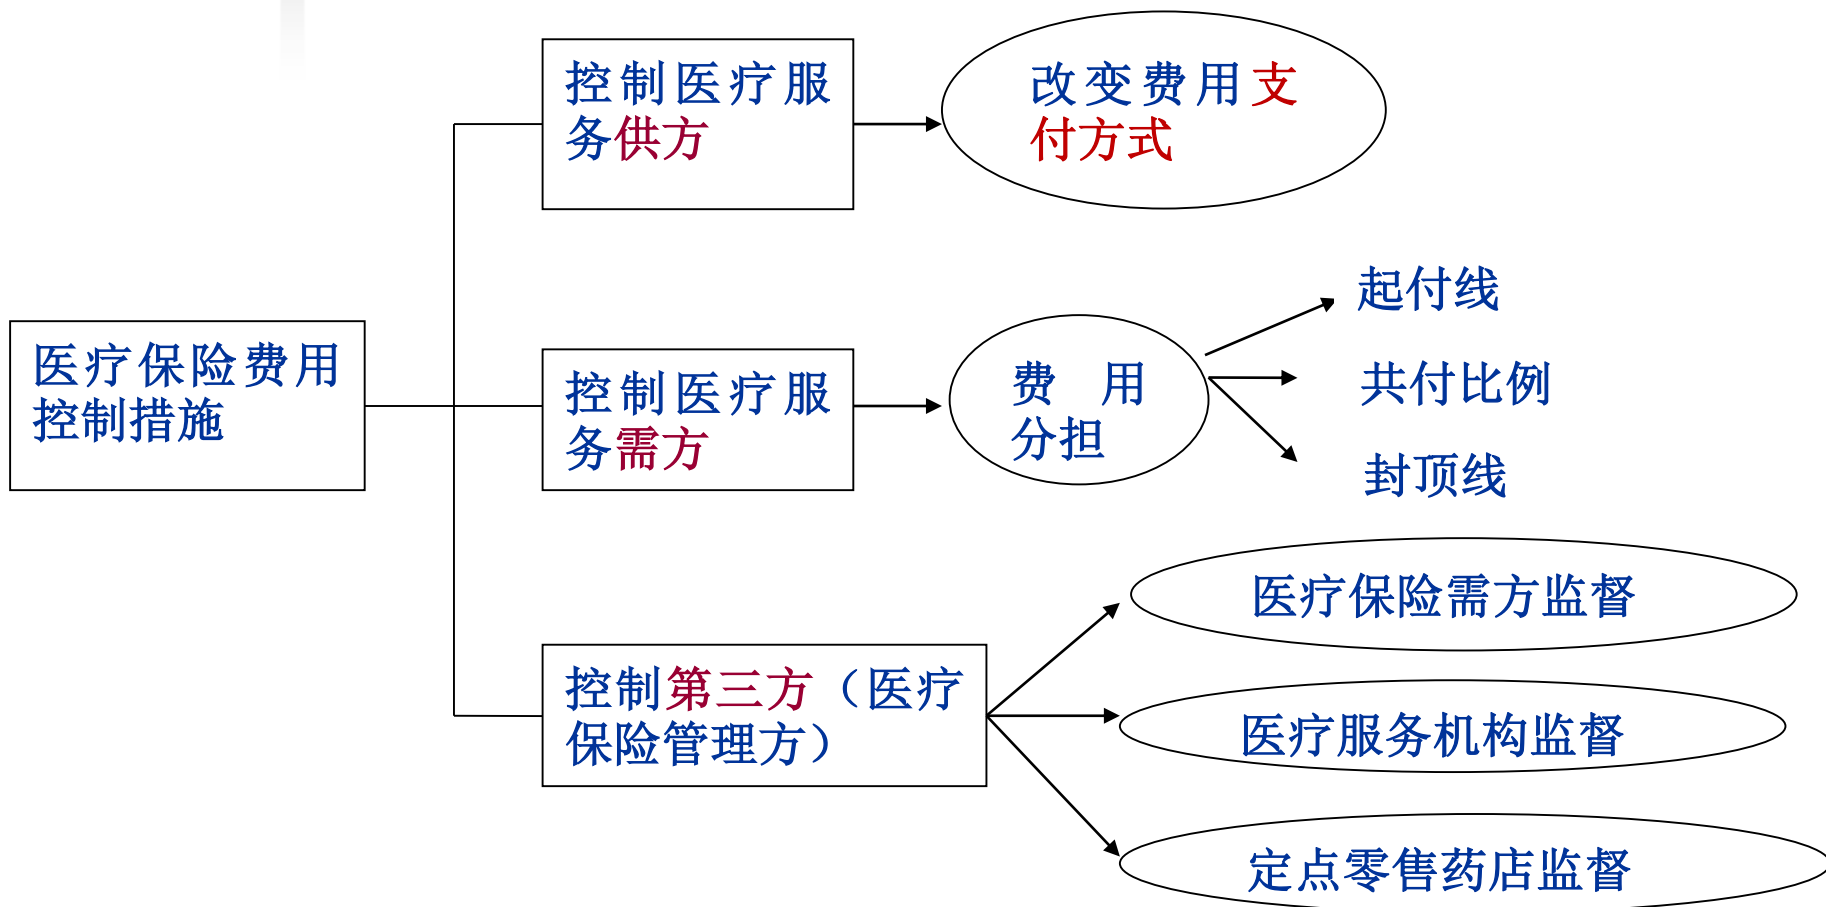 控制医疗服
务供方
改变费用支
付方式
医疗保险费用
控制措施
控制医疗服
务需方
费 用
分担
起付线
共付比例
封顶线
控制第三方（医疗
保险管理方）
医疗保险需方监督
医疗服务机构监督
定点零售药店监督